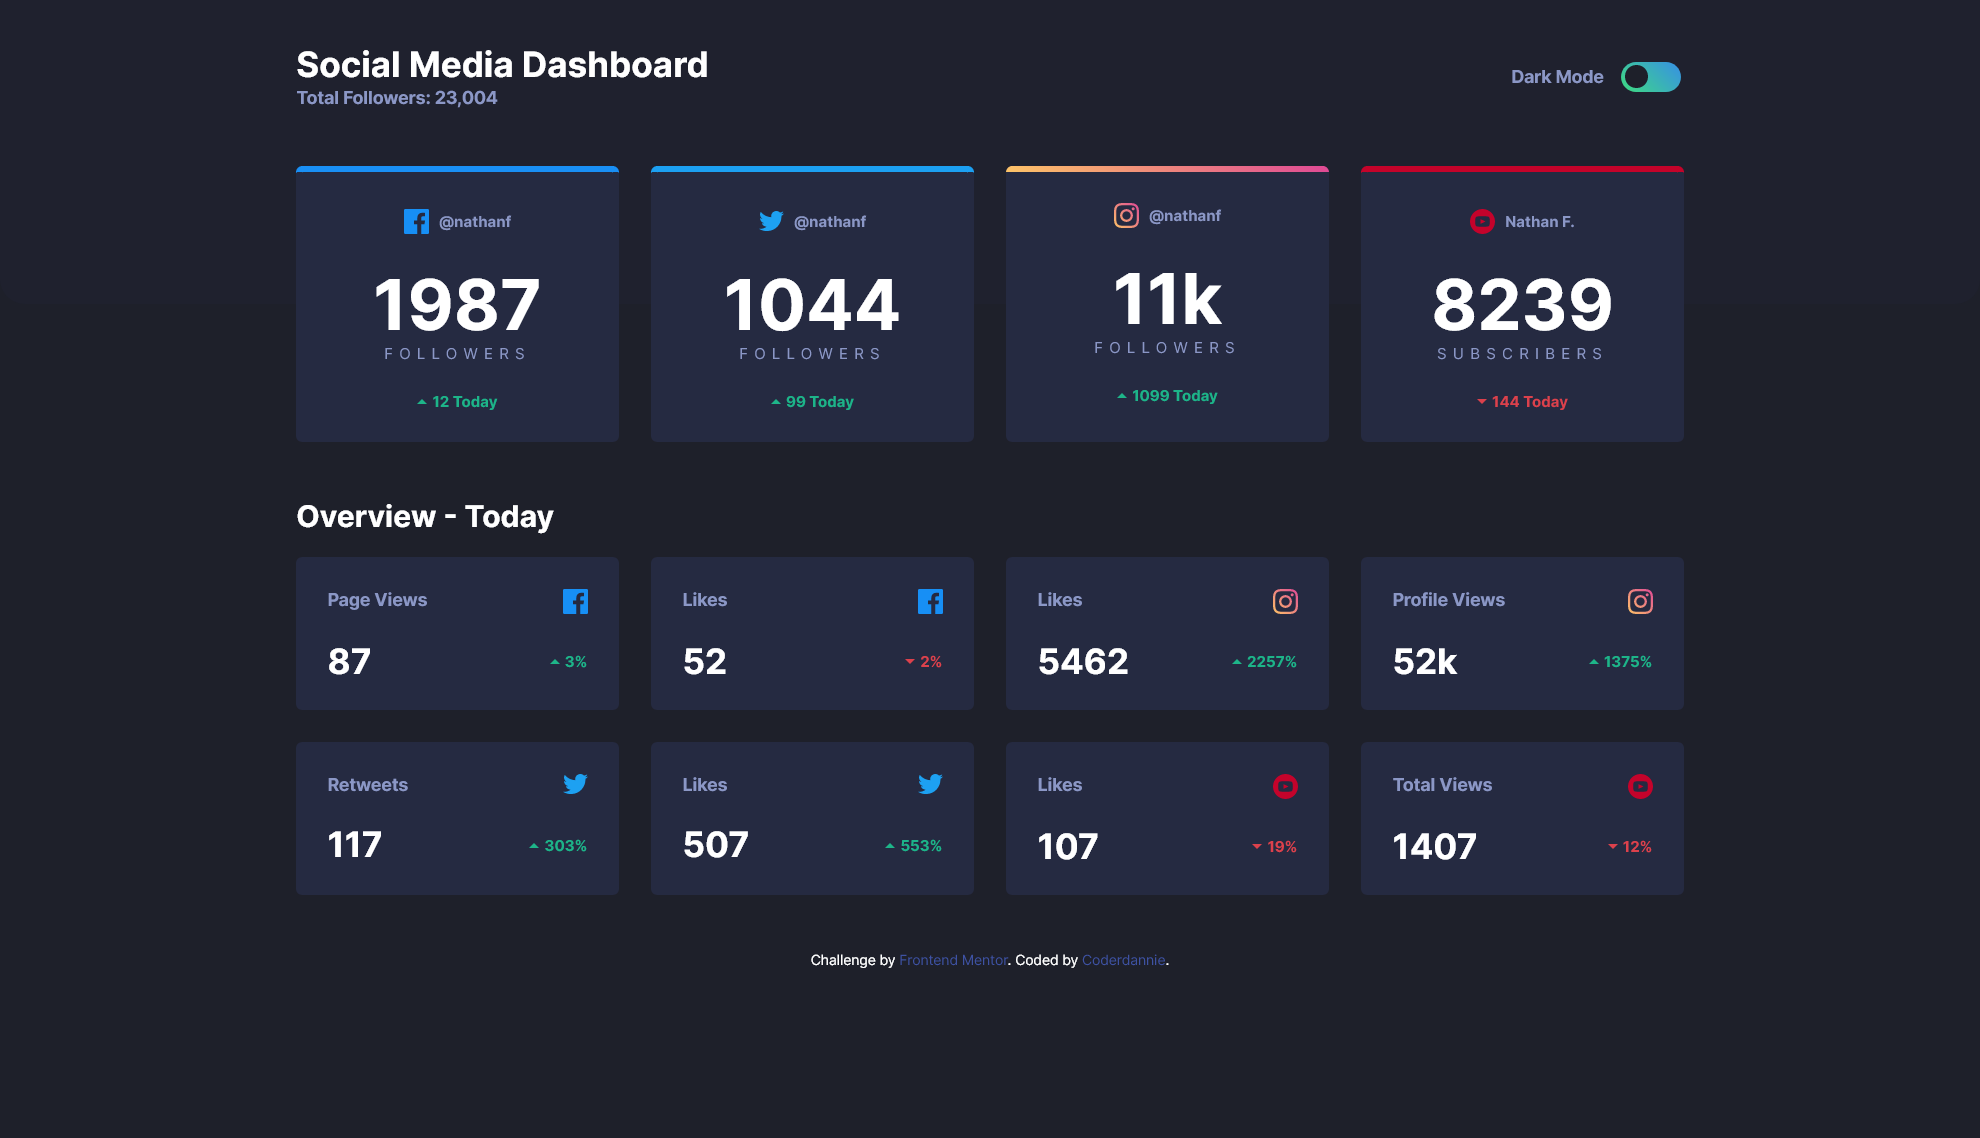 Social Media Dashboard
Total Followers: 23,004
Dark Mode
@nathanf
1987
FOLLOWERS
12 Today
@nathanf
1044
FOLLOWERS
99 Today
@nathanf
11k
FOLLOWERS
1099 Today
Nathan F.
8239
SUBSCRIBERS
144 Today
Overview - Today
Page Views
87
3%
Likes
52
2%
Likes
5462
2257%
Profile Views
52k
1375%
Retweets
117
303%
Likes
507
553%
Likes
107
19%
Total Views
1407
12%
Challenge by Frontend Mentor. Coded by Coderdannie.